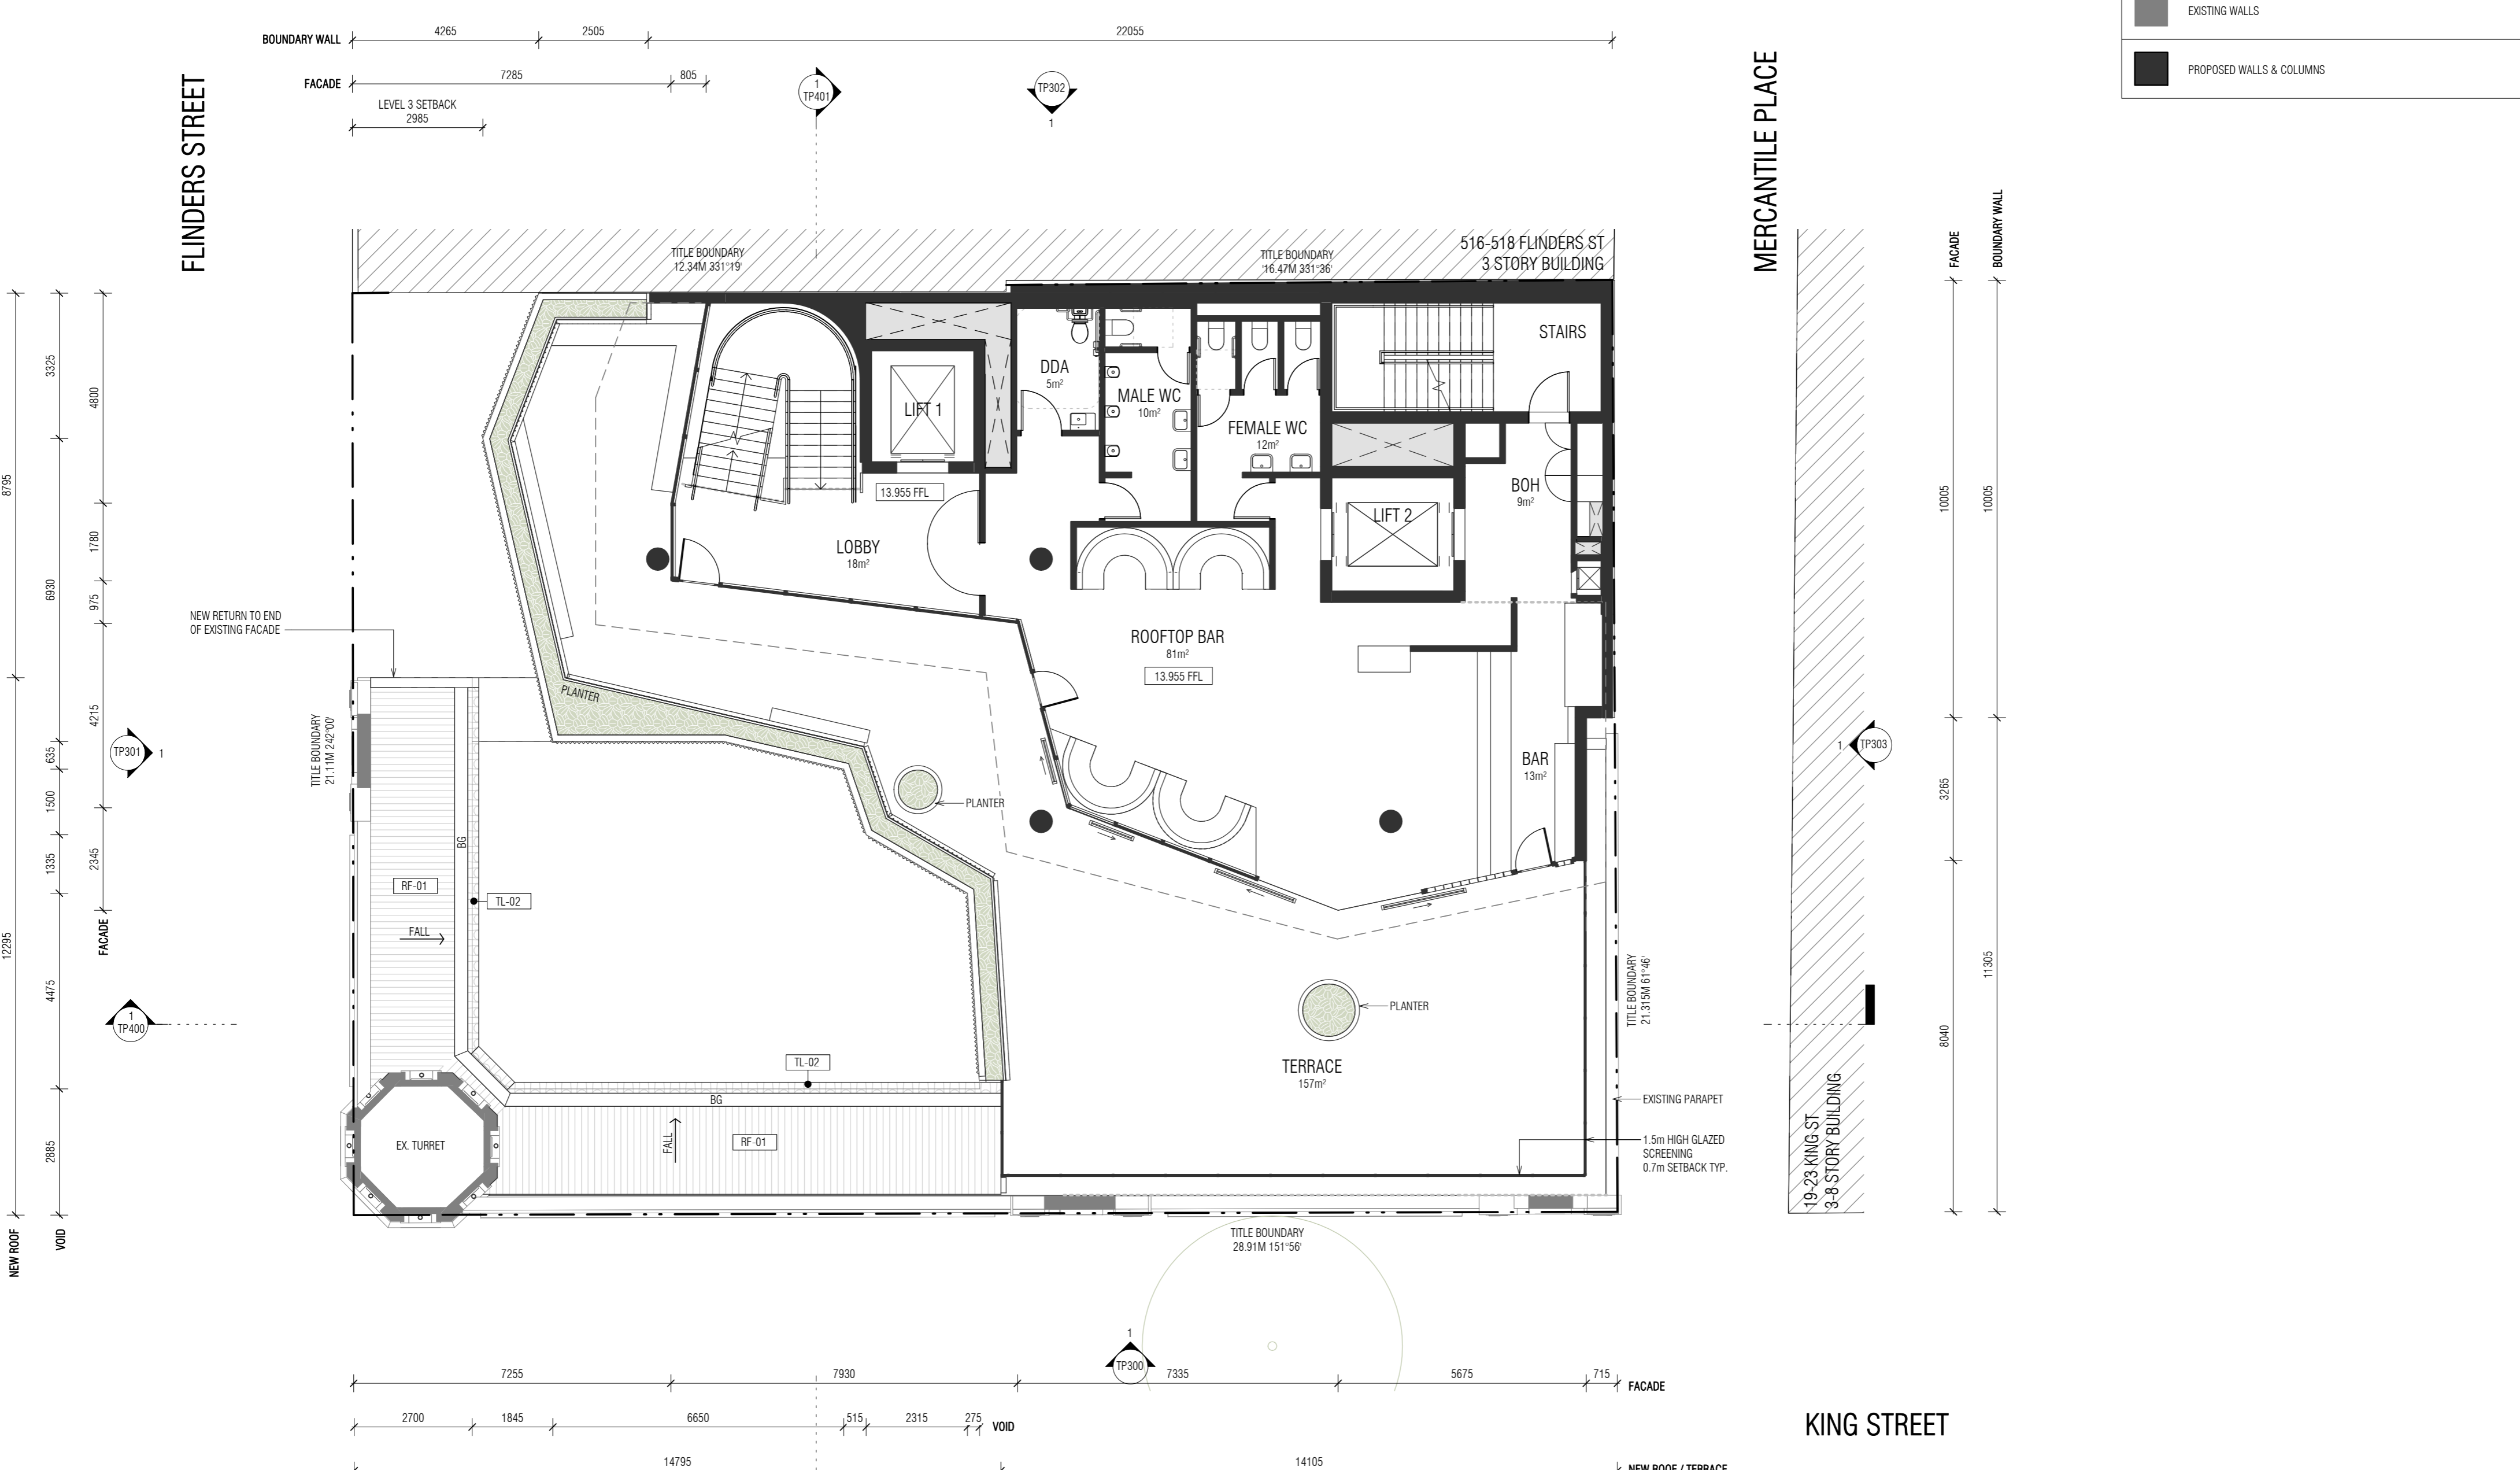 EXISTING WALLS
PROPOSED WALLS & COLUMNS
BOUNDARY WALL
4265
2505
22055
FACADE
7285
805
LEVEL 3 SETBACK
2985
1
TP401
TP302
1
FLINDERS STREET
MERCANTILE PLACE
TITLE BOUNDARY
12.34M 331°19'
TITLE BOUNDARY
16.47M 331°36'
516-518 FLINDERS ST
3 STORY BUILDING
FACADE
BOUNDARY WALL
STAIRS
DDA
5m²
MALE WC
10m²
FEMALE WC
12m²
LIFT 1
13.955 FFL
LOBBY
18m²
LIFT 2
BOH
9m²
ROOFTOP BAR
81m²
13.955 FFL
BAR
13m²
3325
4800
8795
1780
6930
975
4215
635
1500
1335
2345
FACADE
12295
4475
2885
NEW ROOF
VOID
NEW RETURN TO END
OF EXISTING FACADE
TITLE BOUNDARY
21.11M 242°00'
TP301
1
1
TP400
PLANTER
PLANTER
BG
RF-01
TL-02
FALL
TL-02
BG
FALL
RF-01
EX. TURRET
PLANTER
TERRACE
157m²
TITLE BOUNDARY
21.315M 61°46'
EXISTING PARAPET
1.5m HIGH GLAZED
SCREENING
0.7m SETBACK TYP.
1
TP303
10005
10005
3265
11305
8040
19-23 KING ST
3-8 STORY BUILDING
TITLE BOUNDARY
28.91M 151°56'
1
TP300
7255
7930
7335
5675
715
FACADE
2700
1845
6650
515
2315
275
VOID
KING STREET
14795
14105
NEW ROOF / TERRACE